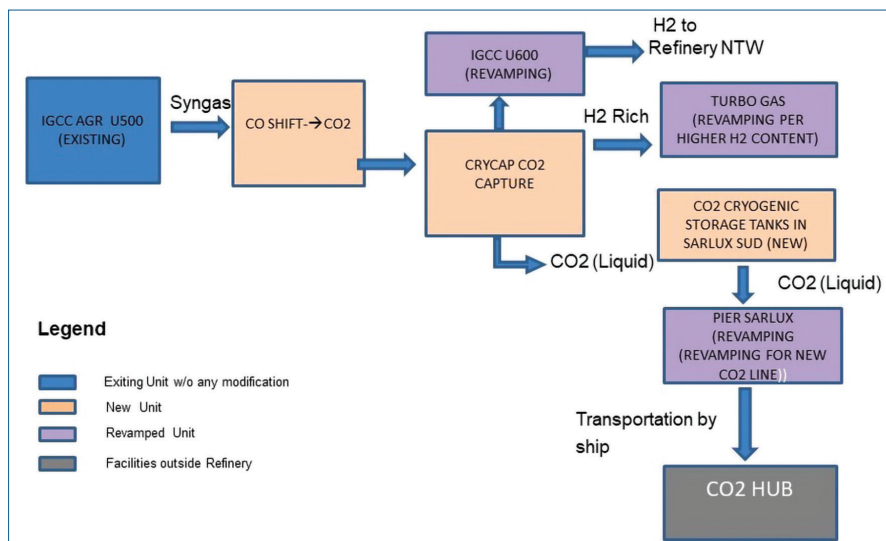 IGCC AGR U500
(EXISTING)
Syngas
CO SHIFT-→CO2
IGCC U600
(REVAMPING)
H2 to
Refinery NTW
CRYCAP CO2
CAPTURE
H2 Rich
TURBO GAS
(REVAMPING PER
HIGHER H2 CONTENT)
CO2 (Liquid)
CO2 CRYOGENIC
STORAGE TANKS IN
SARLUX SUD (NEW)
CO2 (Liquid)
PIER SARLUX
(REVAMPING
(REVAMPING FOR NEW
CO2 LINE))
Transportation by
ship
CO2 HUB
Legend
Exiting Unit w/o any modification
New Unit
Revamped Unit
Facilities outside Refinery